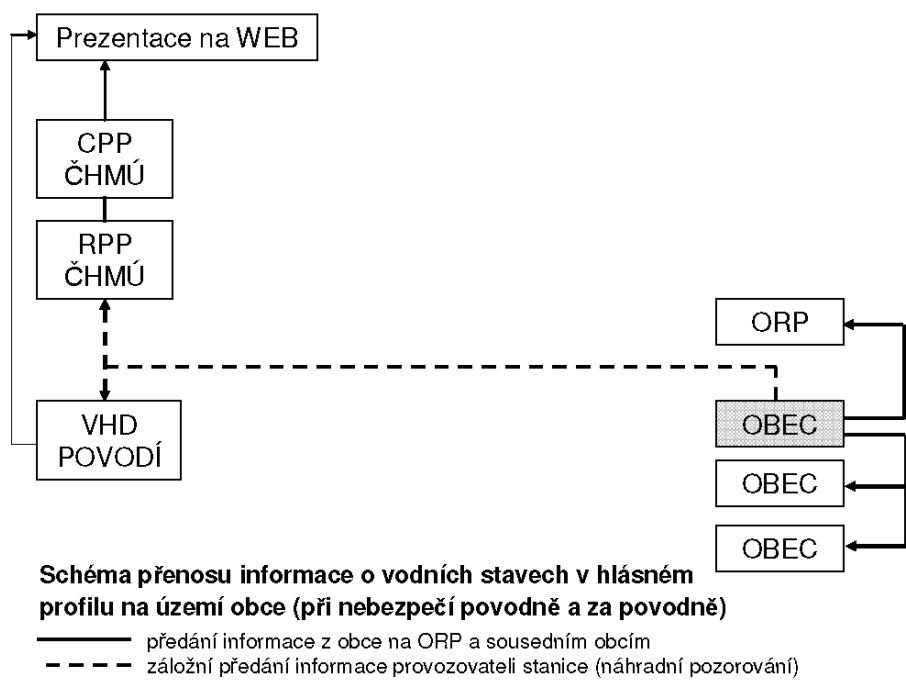 Prezentace na WEB
CPP
ČHMÚ
RPP
ČHMÚ
ORP
VHD
POVODÍ
OBEC
OBEC
OBEC
Schéma přenosu informace o vodních stavech v hlásném
profilu na území obce (při nebezpečí povodně a za povodně)
předání informace z obce na ORP a sousedním obcím
záložní předání informace provozovateli stanice (náhradní pozorování)